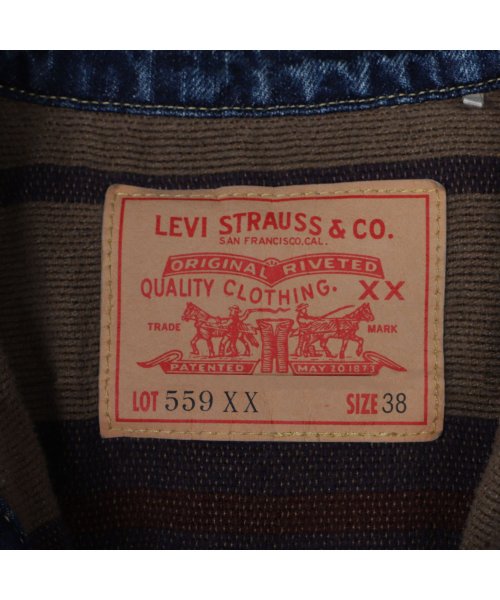 LEVI STRAUSS & CO.
SAN FRANCISCO, CAL.
ORIGINAL RIVETED
QUALITY CLOTHING. XX
TRADE MARK
PATENTED MAY 20 1873
LOT 559 XX SIZE 38